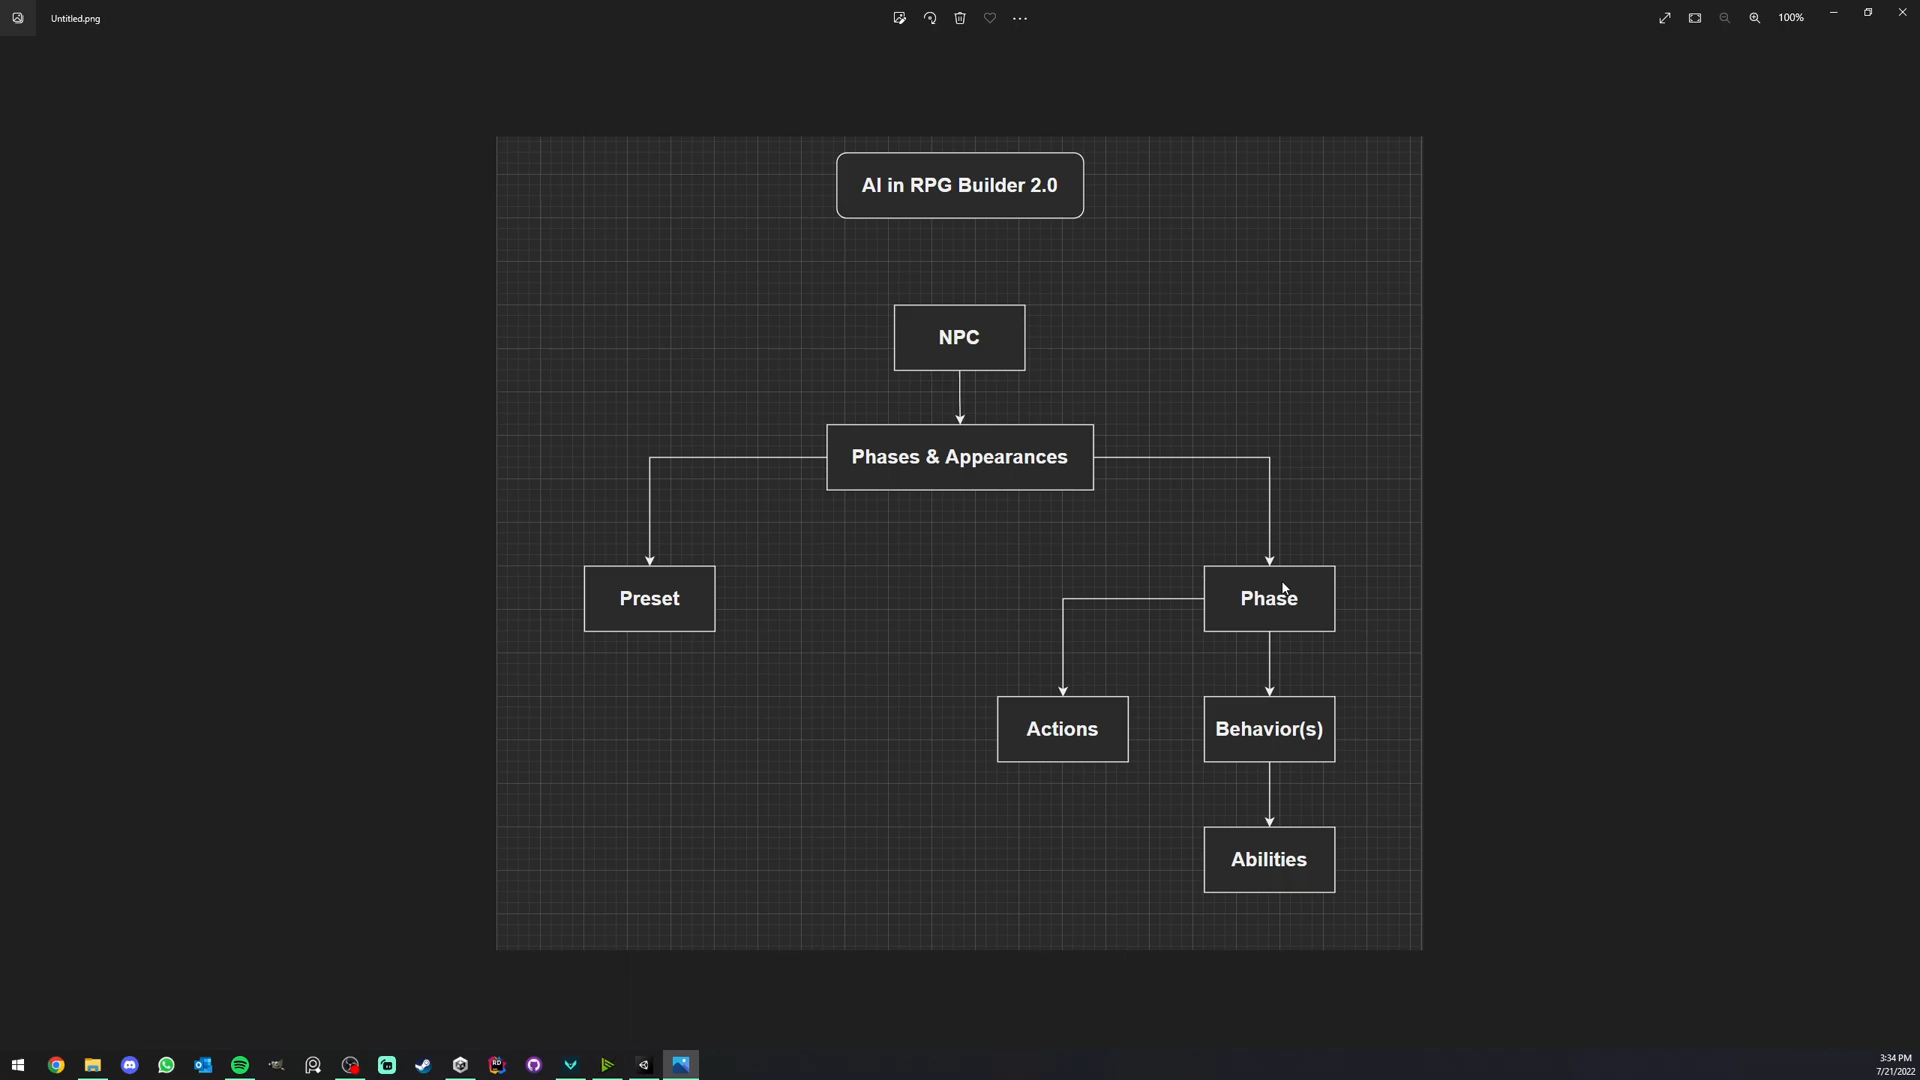 Untitled.png
100%
AI in RPG Builder 2.0
NPC
Phases & Appearances
Preset
Phase
Actions
Behavior(s)
Abilities
3:34 PM
7/21/2022